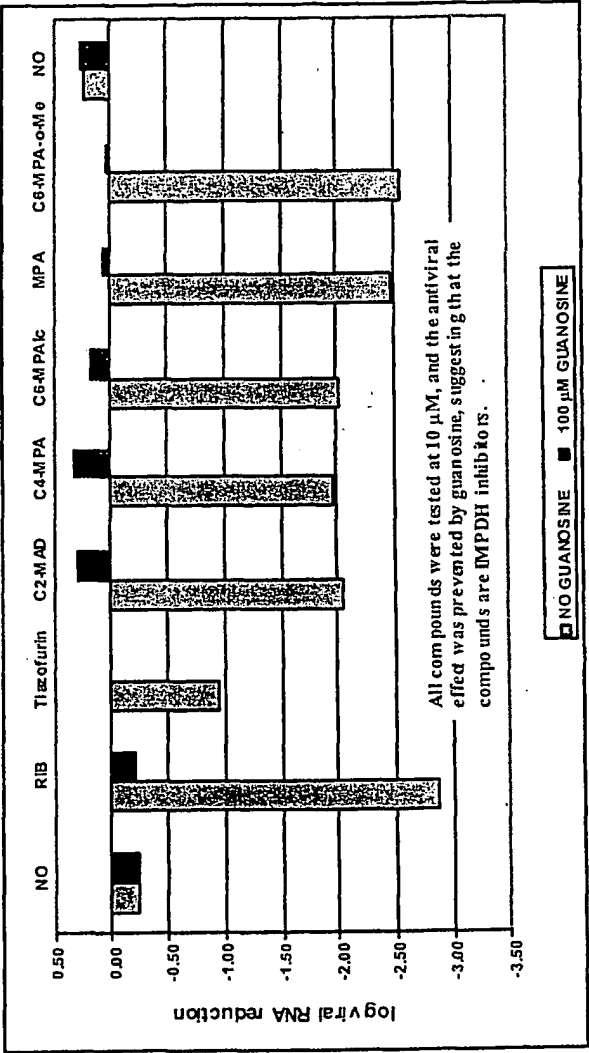 NO RIB Tiazofurin C2-MAD C4-MPA C6-MPAlc MPA C6-MPA-o-Me NO
0.50
0.00
-0.50
-1.00
-1.50
-2.00
-2.50
-3.00
-3.50
log viral RNA reduction
All compounds were tested at 10 µM, and the antiviral
effect was prevented by guanosine, suggesting that the
compounds are IMPDH inhibitors.
NO GUANOSINE 100 µM GUANOSINE